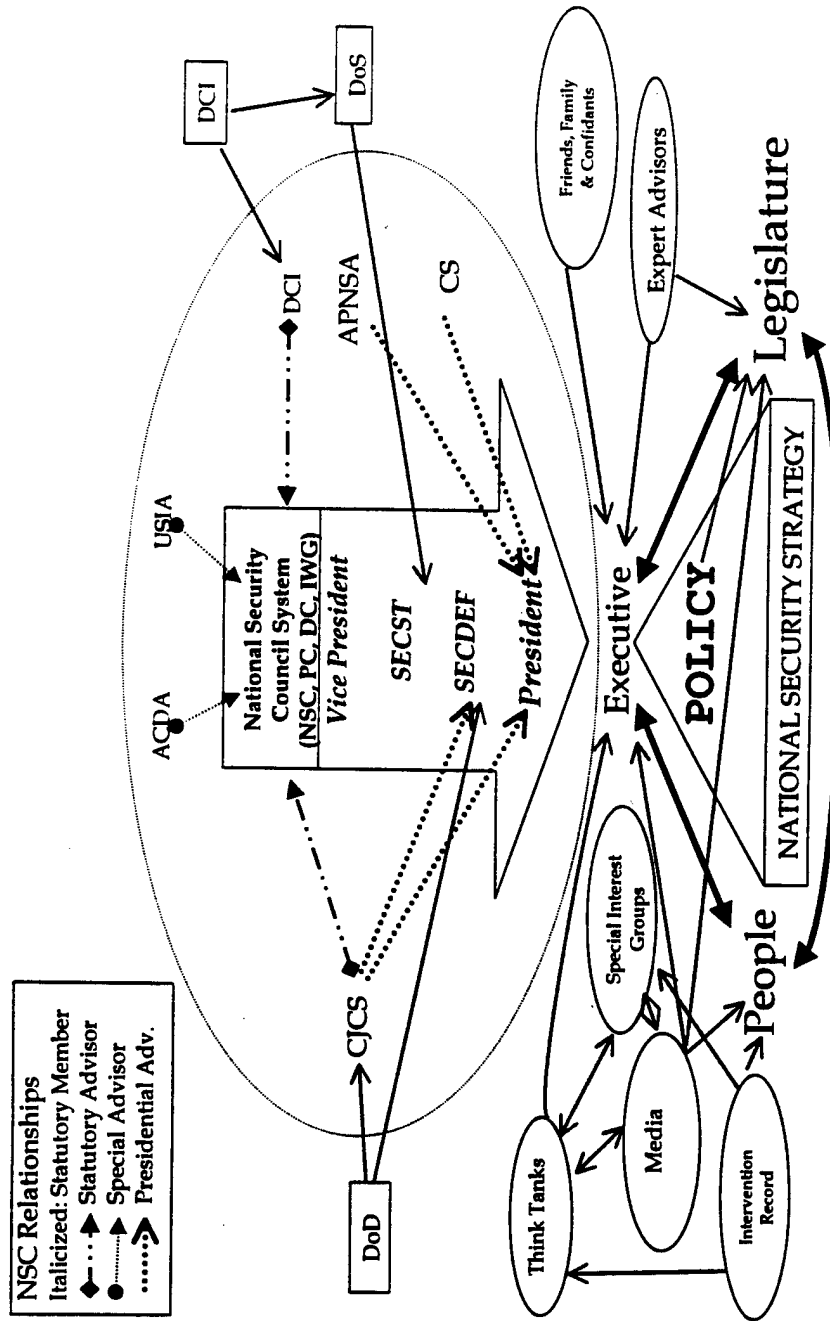 NSC Relationships
Italicized: Statutory Member
Statutory Advisor
Special Advisor
Presidential Adv.
ACDA
USIA
DCI
National Security
Council System
(NSC, PC, DC, IWG)
Vice President
SECST
SECDEF
President
DCI
APNSA
CS
DoS
CJCS
DoD
Executive
Friends, Family
& Confidants
Expert Advisors
Think Tanks
Special Interest
Groups
Media
Intervention
Record
POLICY
People
Legislature
NATIONAL SECURITY STRATEGY